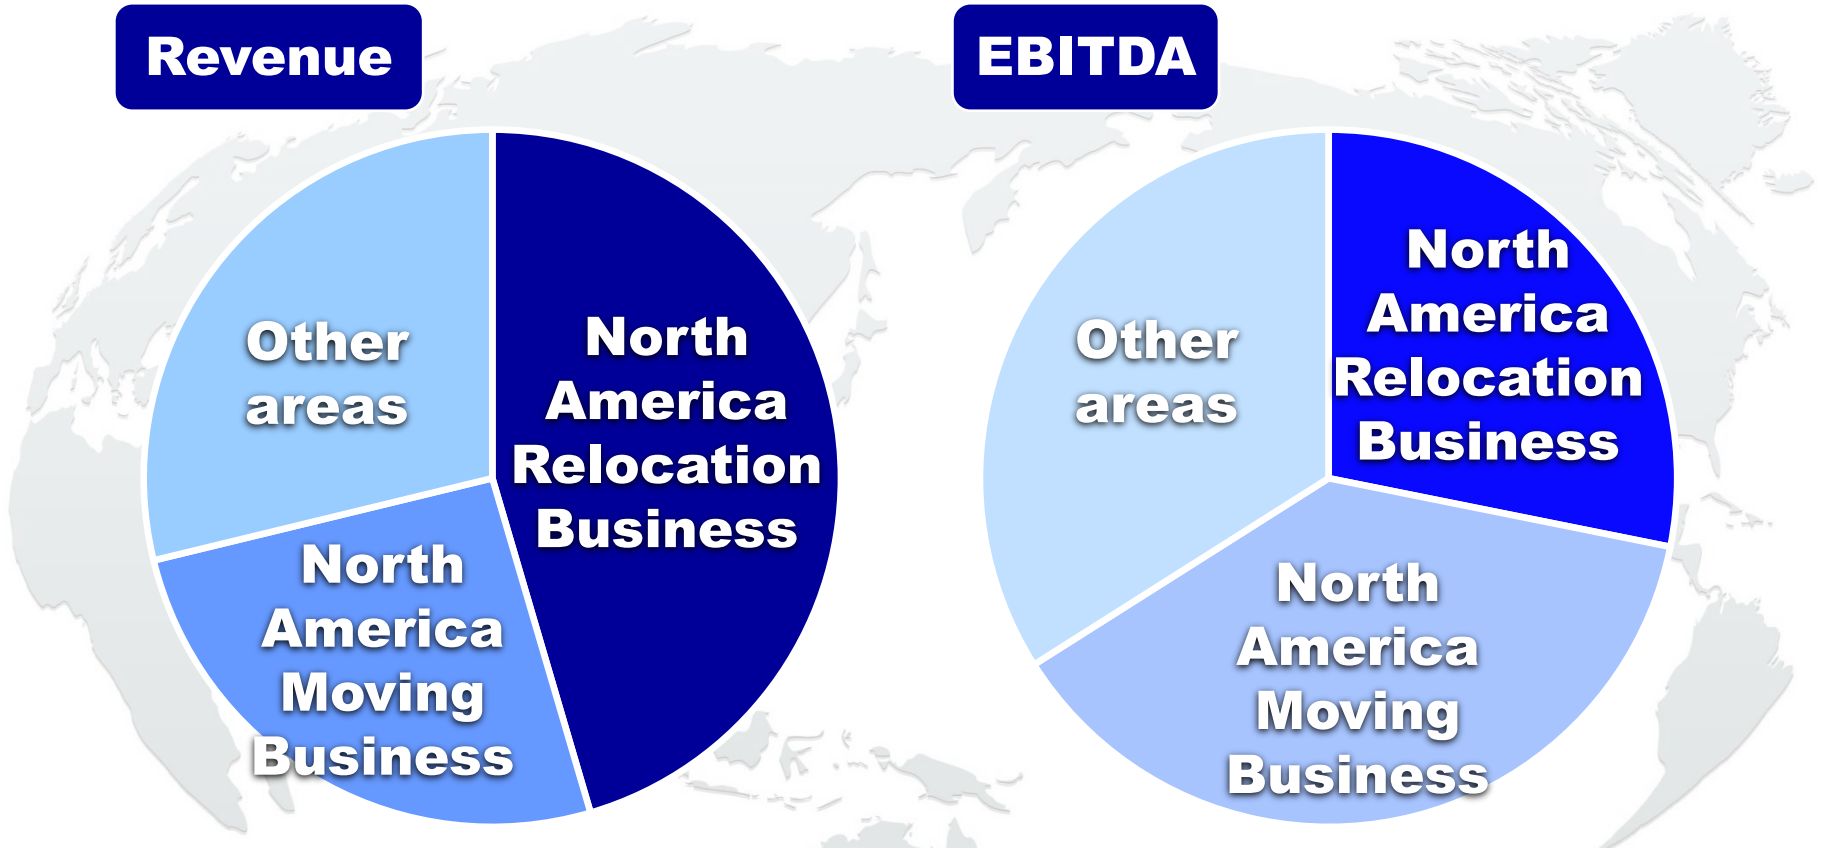 Revenue
Other
areas
North
America
Relocation
Business
North
America
Moving
Business
EBITDA
Other
areas
North
America
Relocation
Business
North
America
Moving
Business